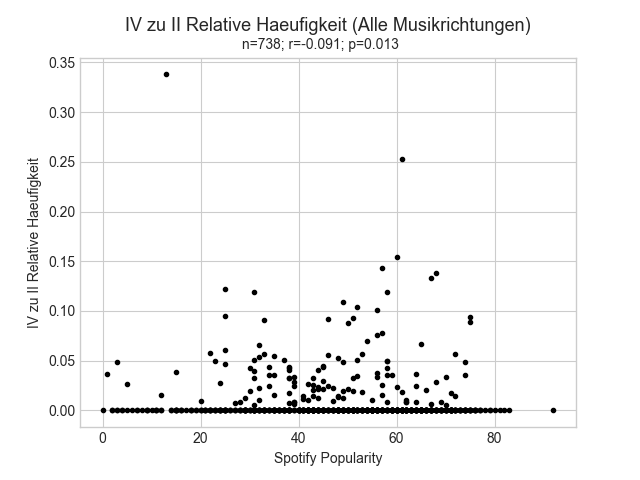 IV zu II Relative Haeufigkeit (Alle Musikrichtungen)
n=738; r=-0.091; p=0.013
0.35
0.30
0.25
0.20
0.15
0.10
0.05
0.00
IV zu II Relative Haeufigkeit
0 20 40 60 80
Spotify Popularity